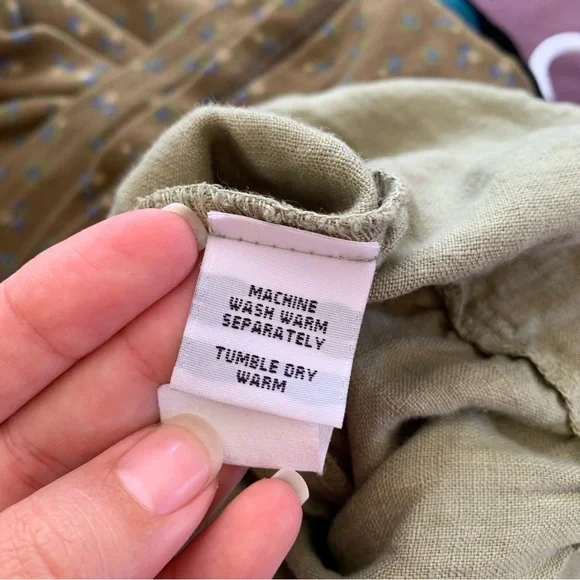 MACHINE
WASH WARM
SEPARATELY
TUMBLE DRY
WARM